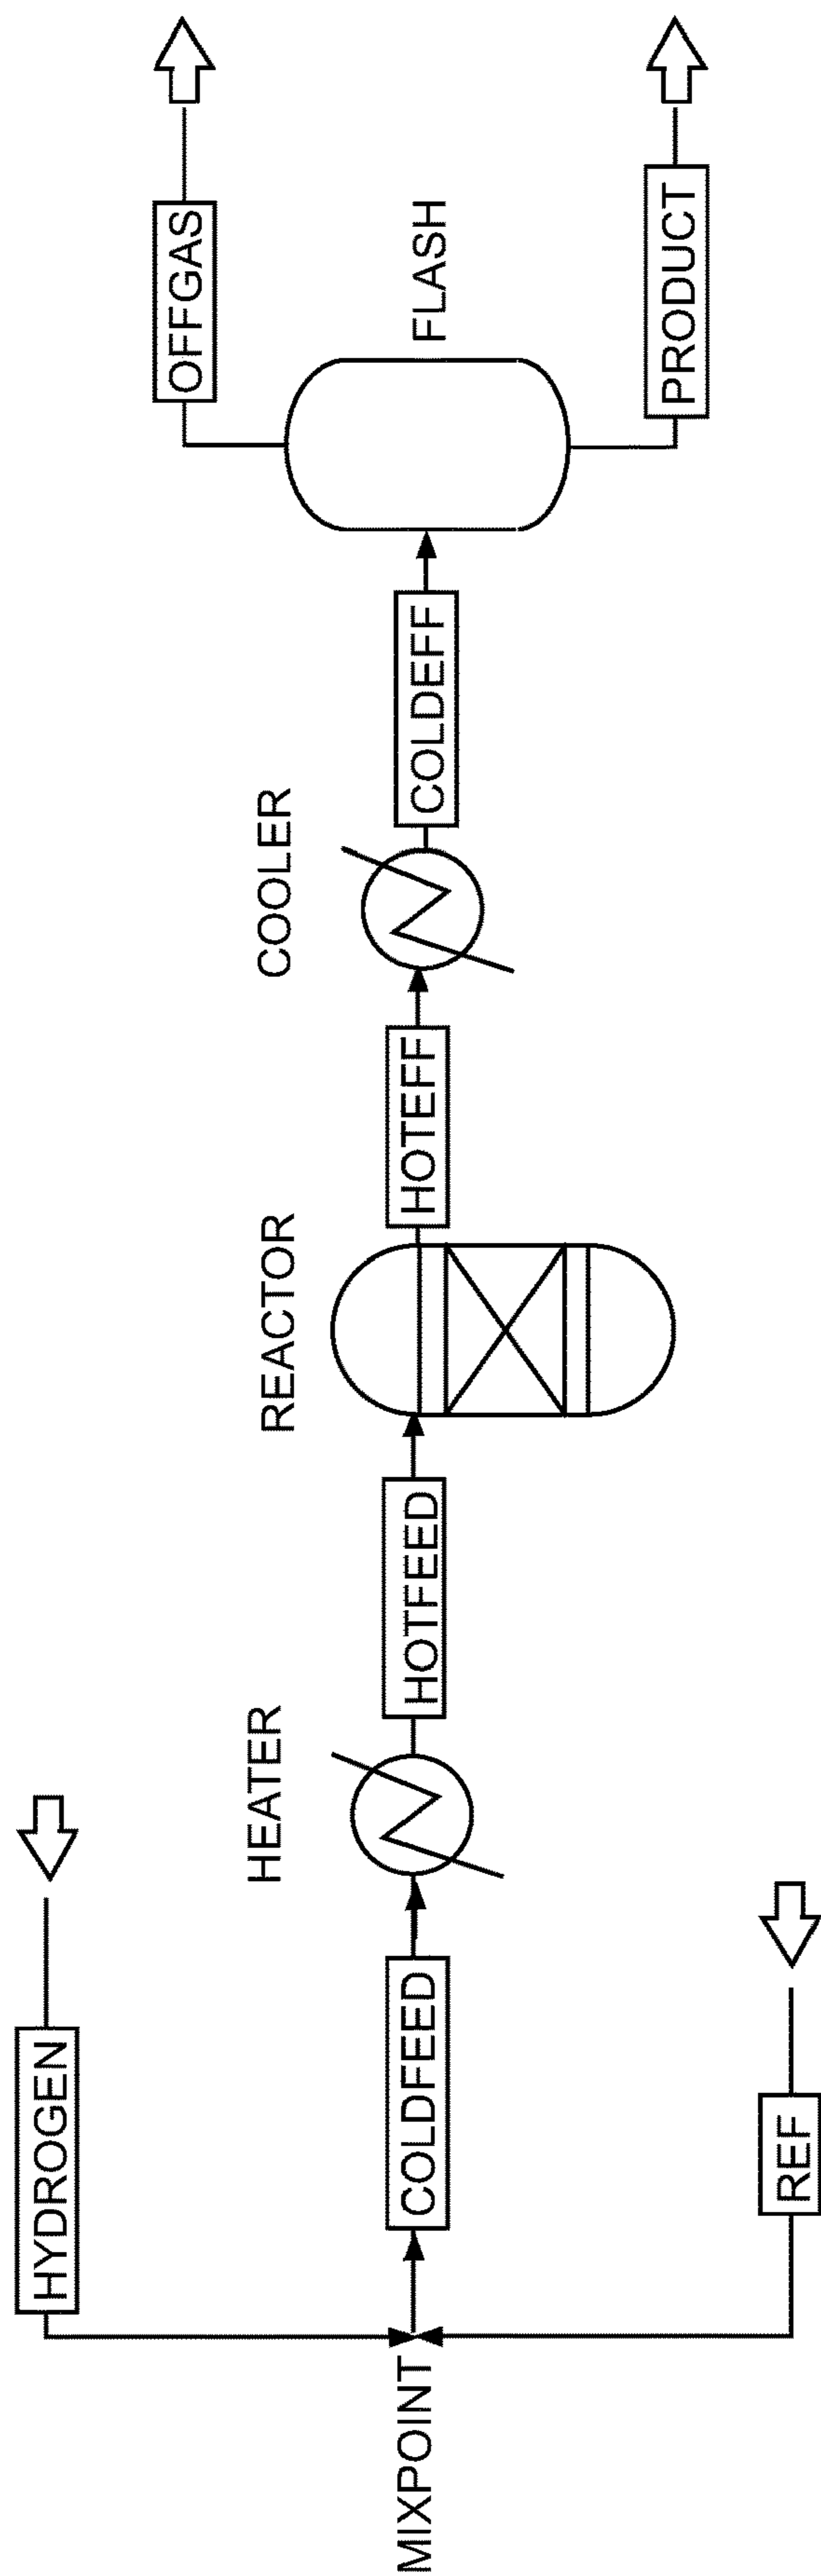 HYDROGEN
REF
MIXPOINT
COLDFEED
HEATER
HOTFEED
REACTOR
HOTEFF
COOLER
COLDEFF
FLASH
OFFGAS
PRODUCT